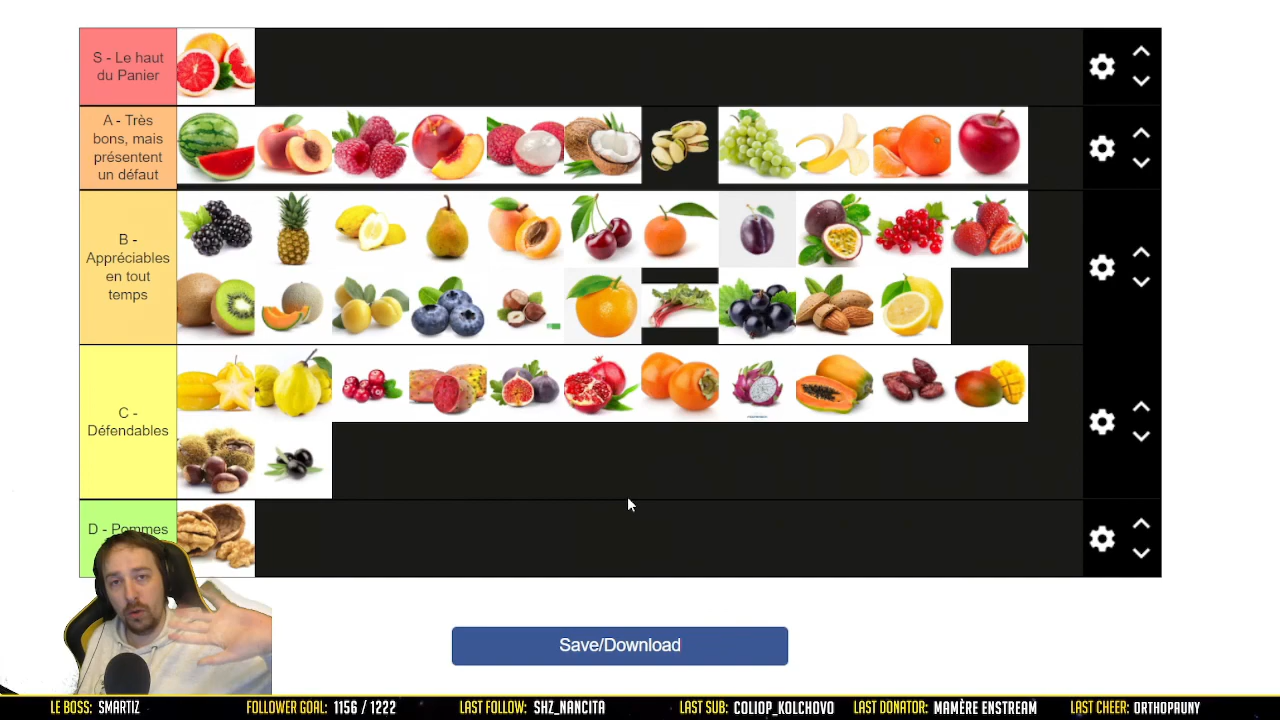 S - Le haut
du Panier
A - Très
bons, mais
présentent
un défaut
B -
Appréciables
en tout
temps
C -
Défendables
D - Pommes
Save/Download
LE BOSS: SMARTIZ
FOLLOWER GOAL: 1156 / 1222
LAST FOLLOW: SHZ_NANCITA
LAST SUB: COLIOP_KOLCHOVO
LAST DONATOR: MAMÈRE ENSTREAM
LAST CHEER: ORTHOPAUNY